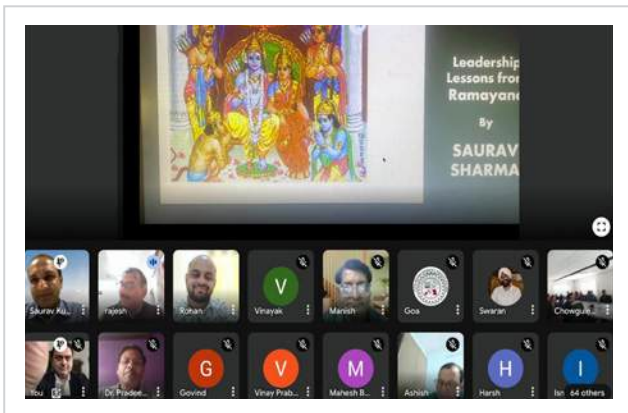 Leadership
Lessons from
Ramayana
By
SAURAV
SHARMA
Saurav Ku...
rajesh
Rohan
V
Vinayak
Manish
Goa
Swaran
Chowgule...
You
Dr. Pradee...
G
Govind
V
Vinay Prab...
M
Mahesh B...
Ashish
H
Harsh
I
64 others